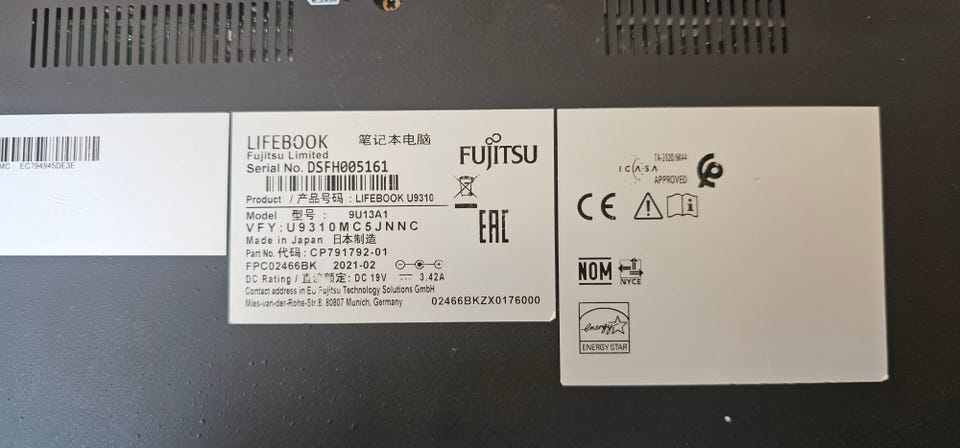 EC794945DE3E
LIFEBOOK 笔记本电脑
Fujitsu Limited
Serial No. DSFH005161
FUJITSU
Product / 产品号码 : LIFEBOOK U9310
Model 型号 : 9U13A1
VFY:U9310MC5JNNC
Made in Japan 日本制造
Part No. 代码: CP791792-01
FPC02466BK 2021-02
DC Rating / 直流额定: DC 19V 3.42A
Contact address in EU Fujitsu Technology Solutions GmbH
Mies-van-der-Rohe-Str.8, 80807 Munich, Germany
02466BKZX0176000
EAC
ICASA
TA-2020/6044
APPROVED
CE
NOM
NYCE
energy
ENERGY STAR